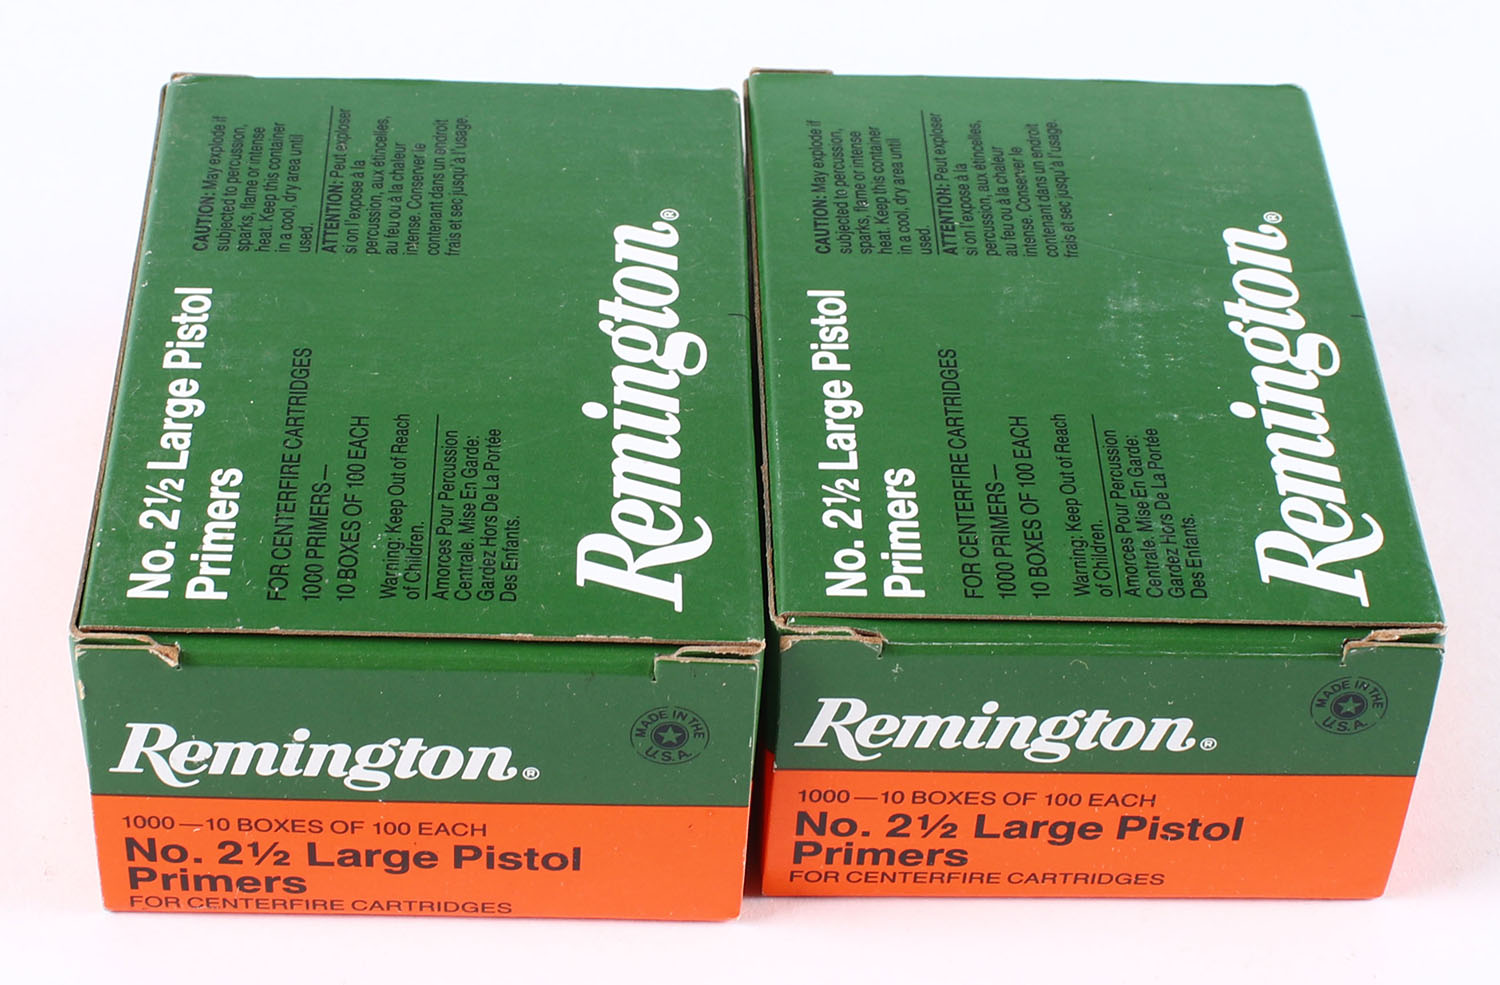 No. 2½ Large Pistol
Primers
FOR CENTERFIRE CARTRIDGES
1000 PRIMERS—
10 BOXES OF 100 EACH
Warning: Keep Out of Reach
of Children.
Amorces Pour Percussion
Centrale. Mise En Garde:
Gardez Hors De La Portée
Des Enfants.
CAUTION: May explode if
subjected to percussion,
sparks, flame or intense
heat. Keep this container
in a cool, dry area until
used.
ATTENTION: Peut exploser
si on l'expose à la
percussion, aux étincelles,
au feu ou à la chaleur
intense. Conserver le
contenant dans un endroit
frais et sec jusqu'à l'usage.
Remington®
Remington®
MADE IN THE
U.S.A.
1000—10 BOXES OF 100 EACH
No. 2½ Large Pistol
Primers
FOR CENTERFIRE CARTRIDGES
No. 2½ Large Pistol
Primers
FOR CENTERFIRE CARTRIDGES
1000 PRIMERS—
10 BOXES OF 100 EACH
Warning: Keep Out of Reach
of Children.
Amorces Pour Percussion
Centrale. Mise En Garde:
Gardez Hors De La Portée
Des Enfants.
CAUTION: May explode if
subjected to percussion,
sparks, flame or intense
heat. Keep this container
in a cool, dry area until
used.
ATTENTION: Peut exploser
si on l'expose à la
percussion, aux étincelles,
au feu ou à la chaleur
intense. Conserver le
contenant dans un endroit
frais et sec jusqu'à l'usage.
Remington®
Remington®
MADE IN THE
U.S.A.
1000—10 BOXES OF 100 EACH
No. 2½ Large Pistol
Primers
FOR CENTERFIRE CARTRIDGES